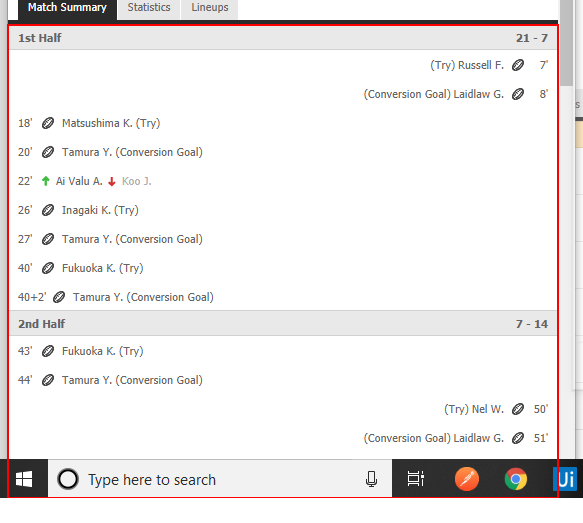 Match Summary Statistics Lineups
1st Half 21 - 7
(Try) Russell F. 7'
(Conversion Goal) Laidlaw G. 8'
18' Matsushima K. (Try)
20' Tamura Y. (Conversion Goal)
22' Ai Valu A. Koo J.
26' Inagaki K. (Try)
27' Tamura Y. (Conversion Goal)
40' Fukuoka K. (Try)
40+2' Tamura Y. (Conversion Goal)
2nd Half 7 - 14
43' Fukuoka K. (Try)
44' Tamura Y. (Conversion Goal)
(Try) Nel W. 50'
(Conversion Goal) Laidlaw G. 51'
Type here to search
Ui